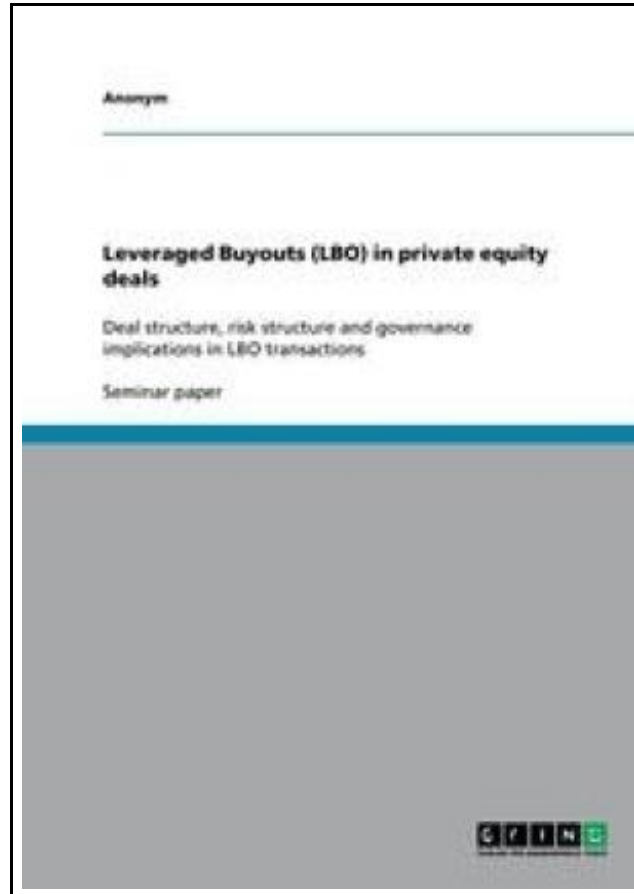 Anonym
Leveraged Buyouts (LBO) in private equity
deals
Deal structure, risk structure and governance
implications in LBO transactions
Seminar paper
GRIN